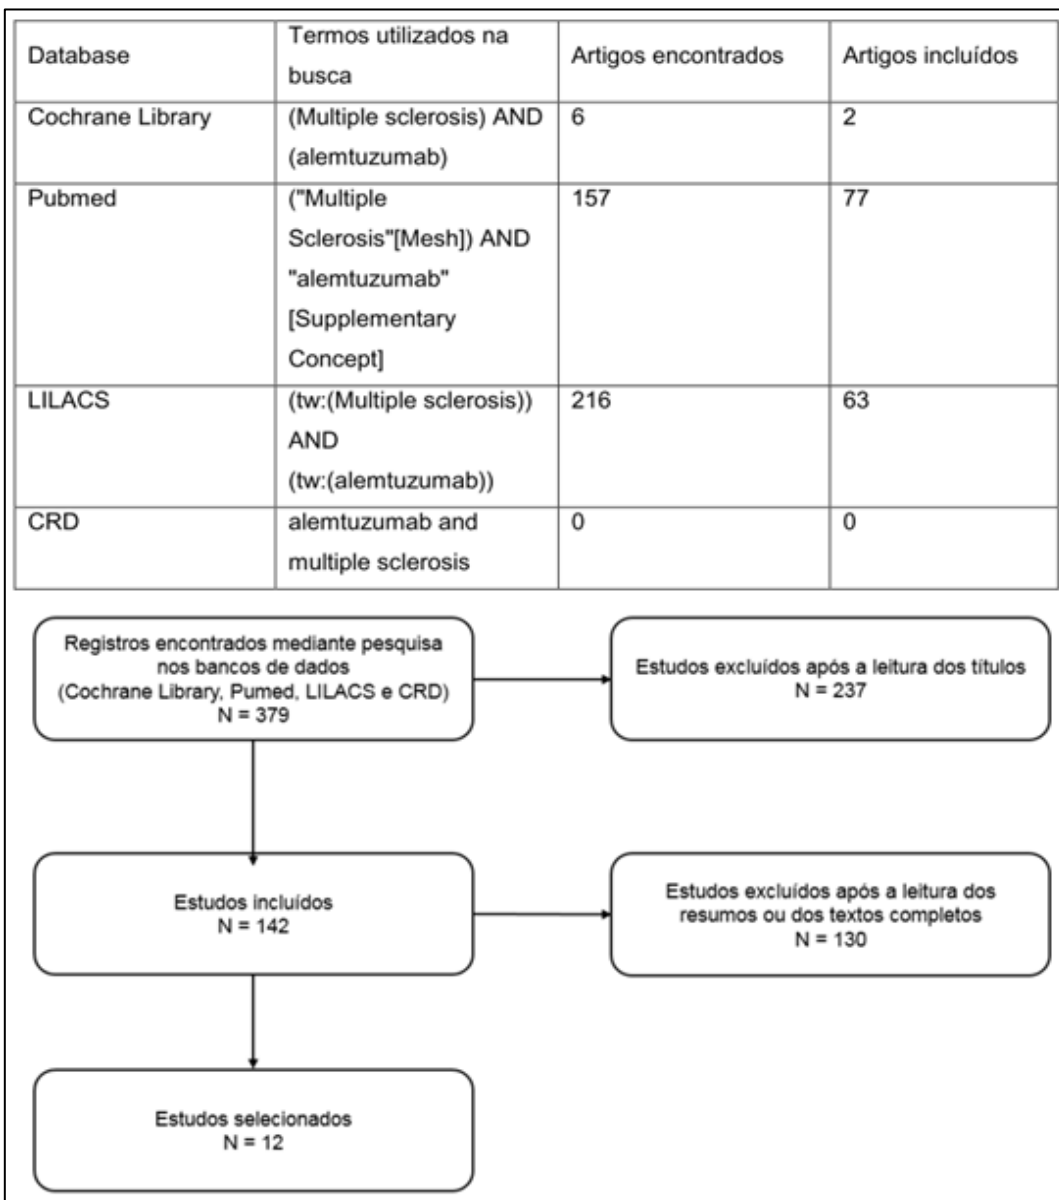 Database
Termos utilizados na
busca
Artigos encontrados
Artigos incluídos
Cochrane Library
(Multiple sclerosis) AND
(alemtuzumab)
6
2
Pubmed
("Multiple
Sclerosis"[Mesh]) AND
"alemtuzumab"
[Supplementary
Concept]
157
77
LILACS
(tw:(Multiple sclerosis))
AND
(tw:(alemtuzumab))
216
63
CRD
alemtuzumab and
multiple sclerosis
0
0
Registros encontrados mediante pesquisa
nos bancos de dados
(Cochrane Library, Pumed, LILACS e CRD)
N = 379
Estudos excluídos após a leitura dos títulos
N = 237
Estudos incluídos
N = 142
Estudos excluídos após a leitura dos
resumos ou dos textos completos
N = 130
Estudos selecionados
N = 12